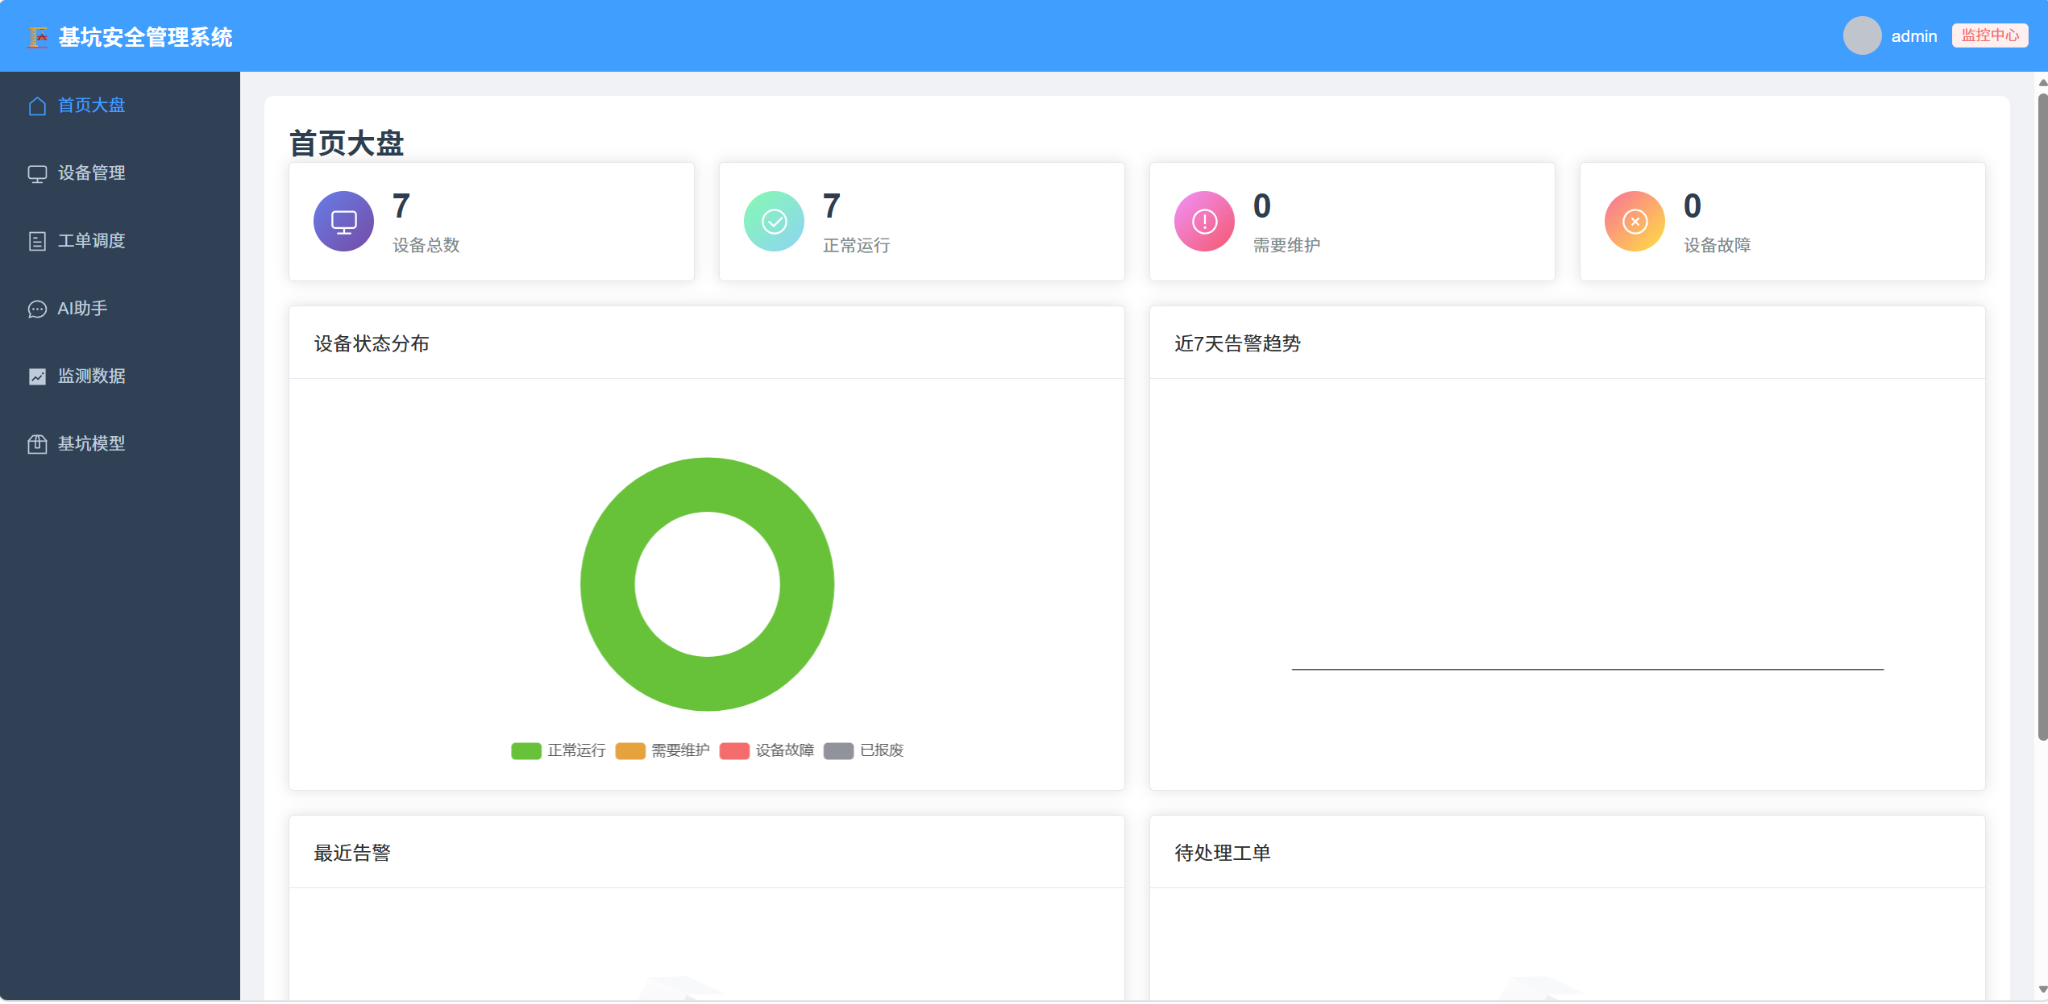 基坑安全管理系统
admin
监控中心
首页大盘
设备管理
工单调度
AI助手
监测数据
基坑模型
首页大盘
7
设备总数
7
正常运行
0
需要维护
0
设备故障
设备状态分布
正常运行
需要维护
设备故障
已报废
近7天告警趋势
最近告警
待处理工单